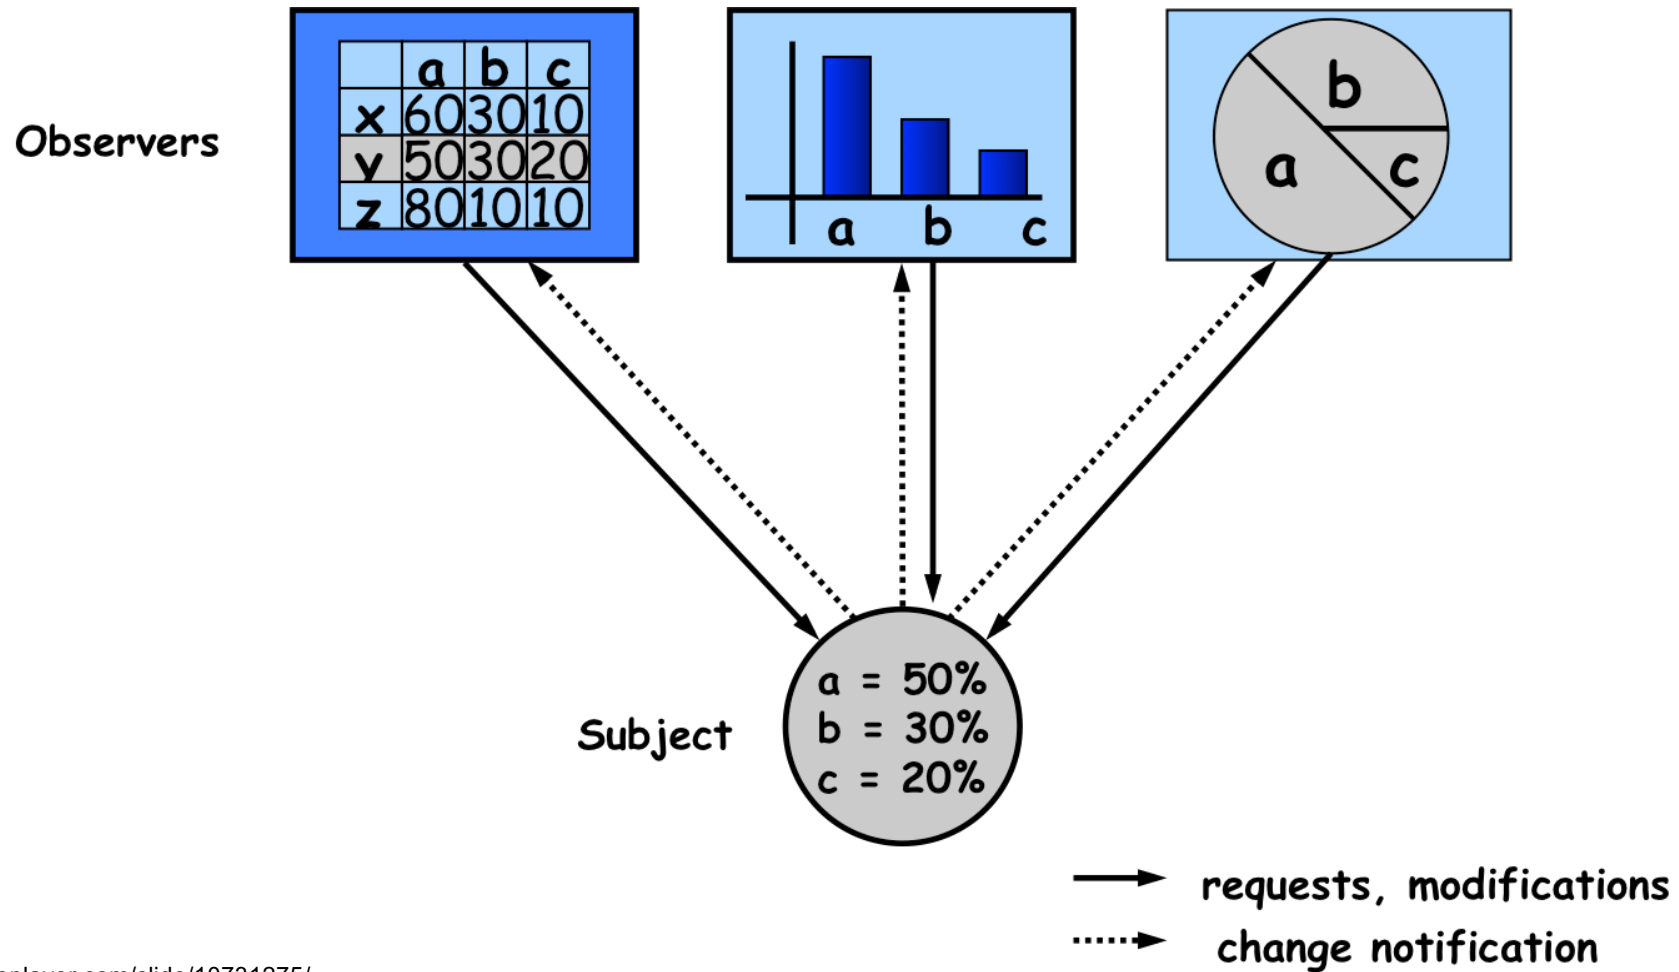 Observers
a b c
x 60 30 10
y 50 30 20
z 80 10 10
a b c
b
a
c
Subject
a = 50%
b = 30%
c = 20%
requests, modifications
change notification